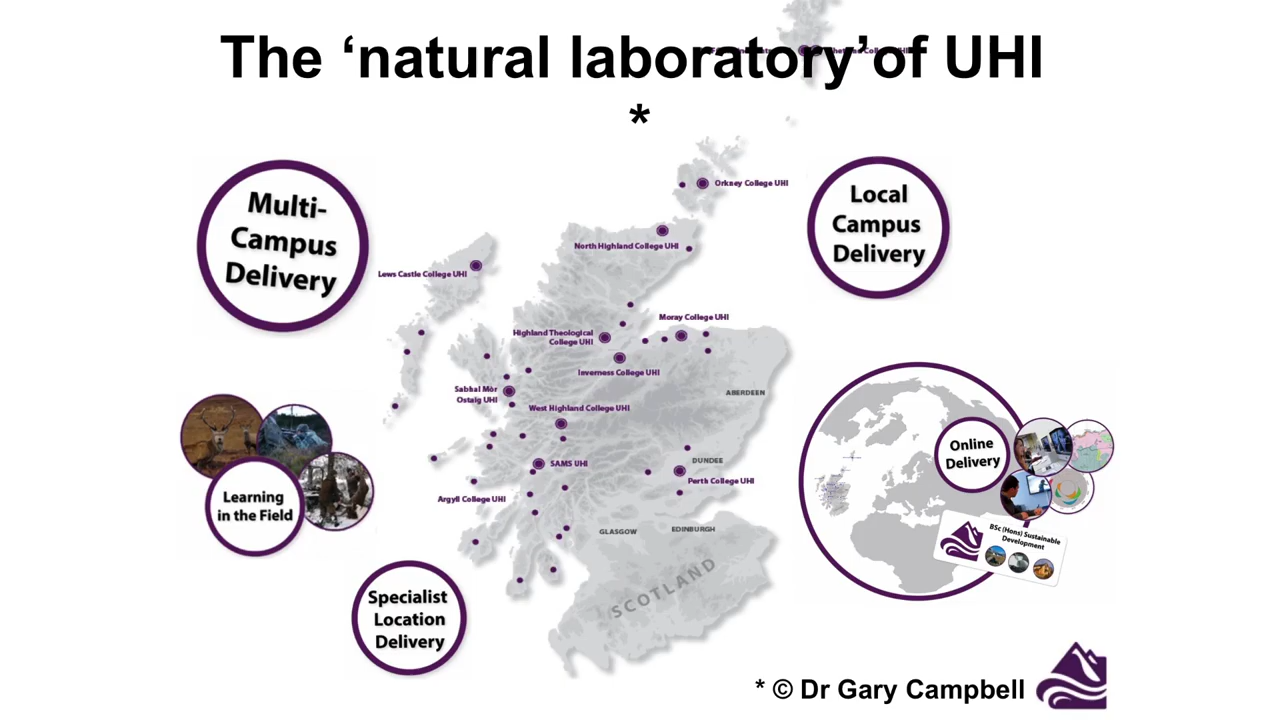 The ‘natural laboratory’of UHI
*
Multi-
Campus
Delivery
Local
Campus
Delivery
Orkney College UHI
North Highland College UHI
Lews Castle College UHI
Moray College UHI
Highland Theological
College UHI
Inverness College UHI
Sabhal Mòr
Ostaig UHI
ABERDEEN
West Highland College UHI
SAMS UHI
DUNDEE
Perth College UHI
Argyll College UHI
GLASGOW
EDINBURGH
SCOTLAND
Learning
in the Field
Specialist
Location
Delivery
Online
Delivery
BSc (Hons) Sustainable
Development
* © Dr Gary Campbell